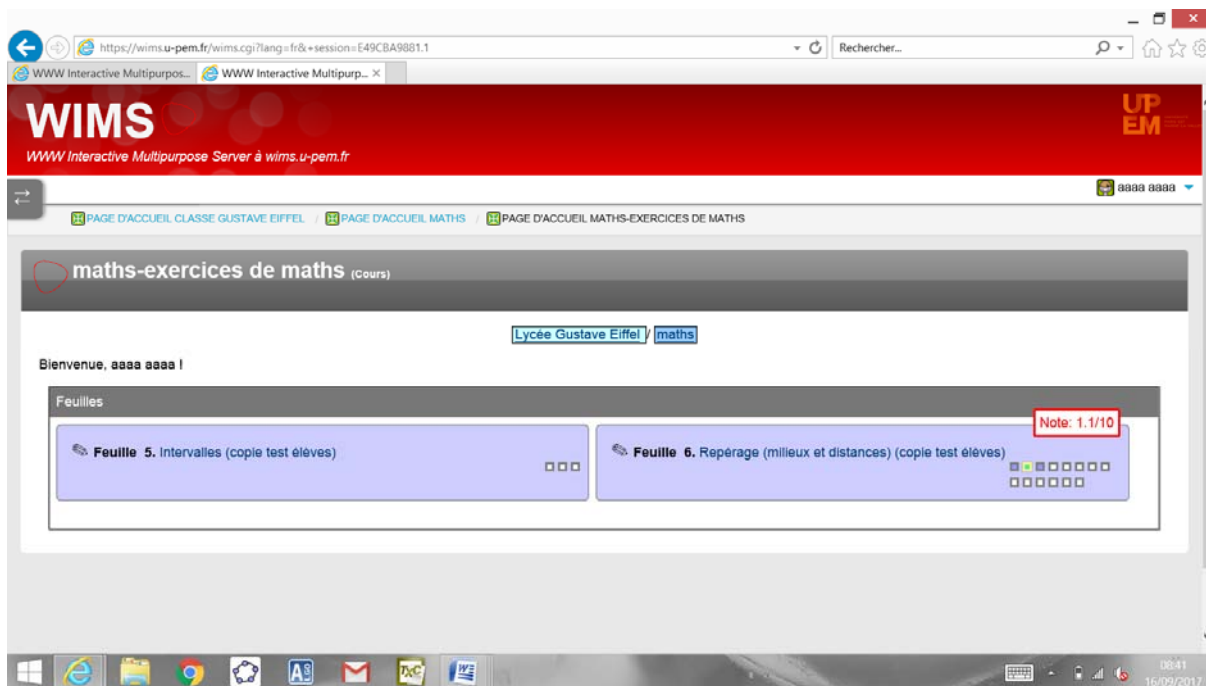 https://wims.u-pem.fr/wims.cgi?lang=fr&+session=E49CBA9881.1
Rechercher...
WWW Interactive Multipurpos...
WWW Interactive Multipurp...
WIMS
UP
EM
WWW Interactive Multipurpose Server à wims.u-pem.fr
aaaa aaaa
PAGE D'ACCUEIL CLASSE GUSTAVE EIFFEL / PAGE D'ACCUEIL MATHS / PAGE D'ACCUEIL MATHS-EXERCICES DE MATHS
maths-exercices de maths (Cours)
Lycée Gustave Eiffel / maths
Bienvenue, aaaa aaaa !
Feuilles
Note: 1.1/10
Feuille 5. Intervalles (copie test élèves)
Feuille 6. Repérage (milieux et distances) (copie test élèves)
08:41
16/09/2017